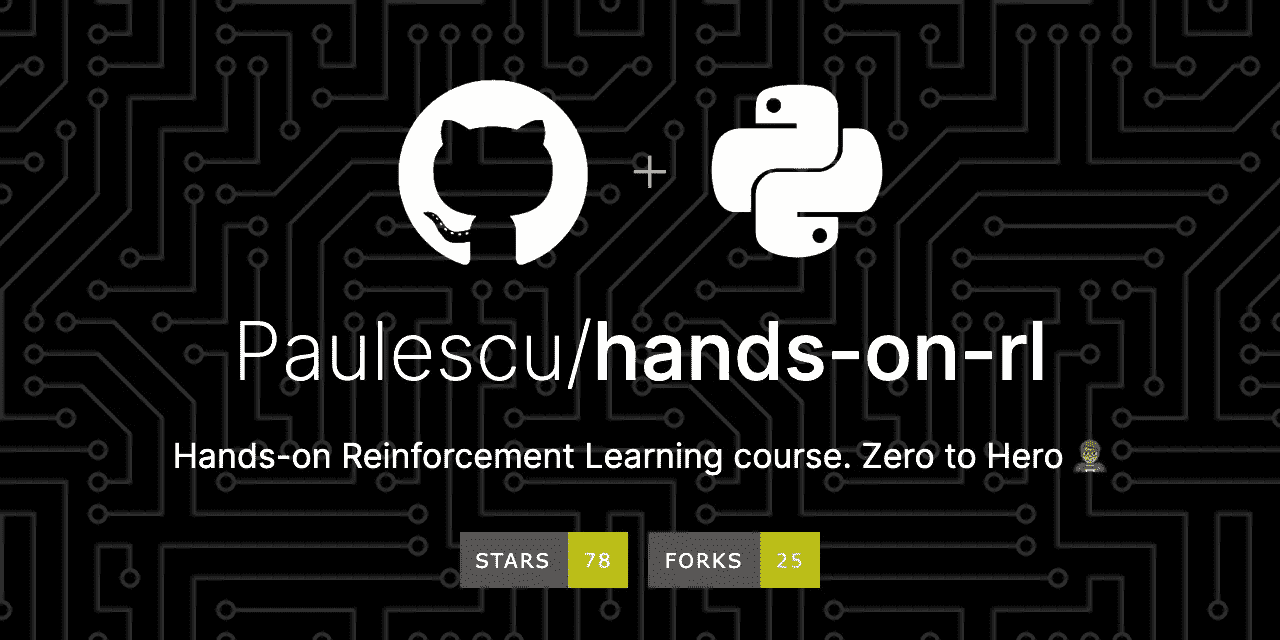 Paulescu/hands-on-rl
Hands-on Reinforcement Learning course. Zero to Hero
STARS 78 FORKS 25